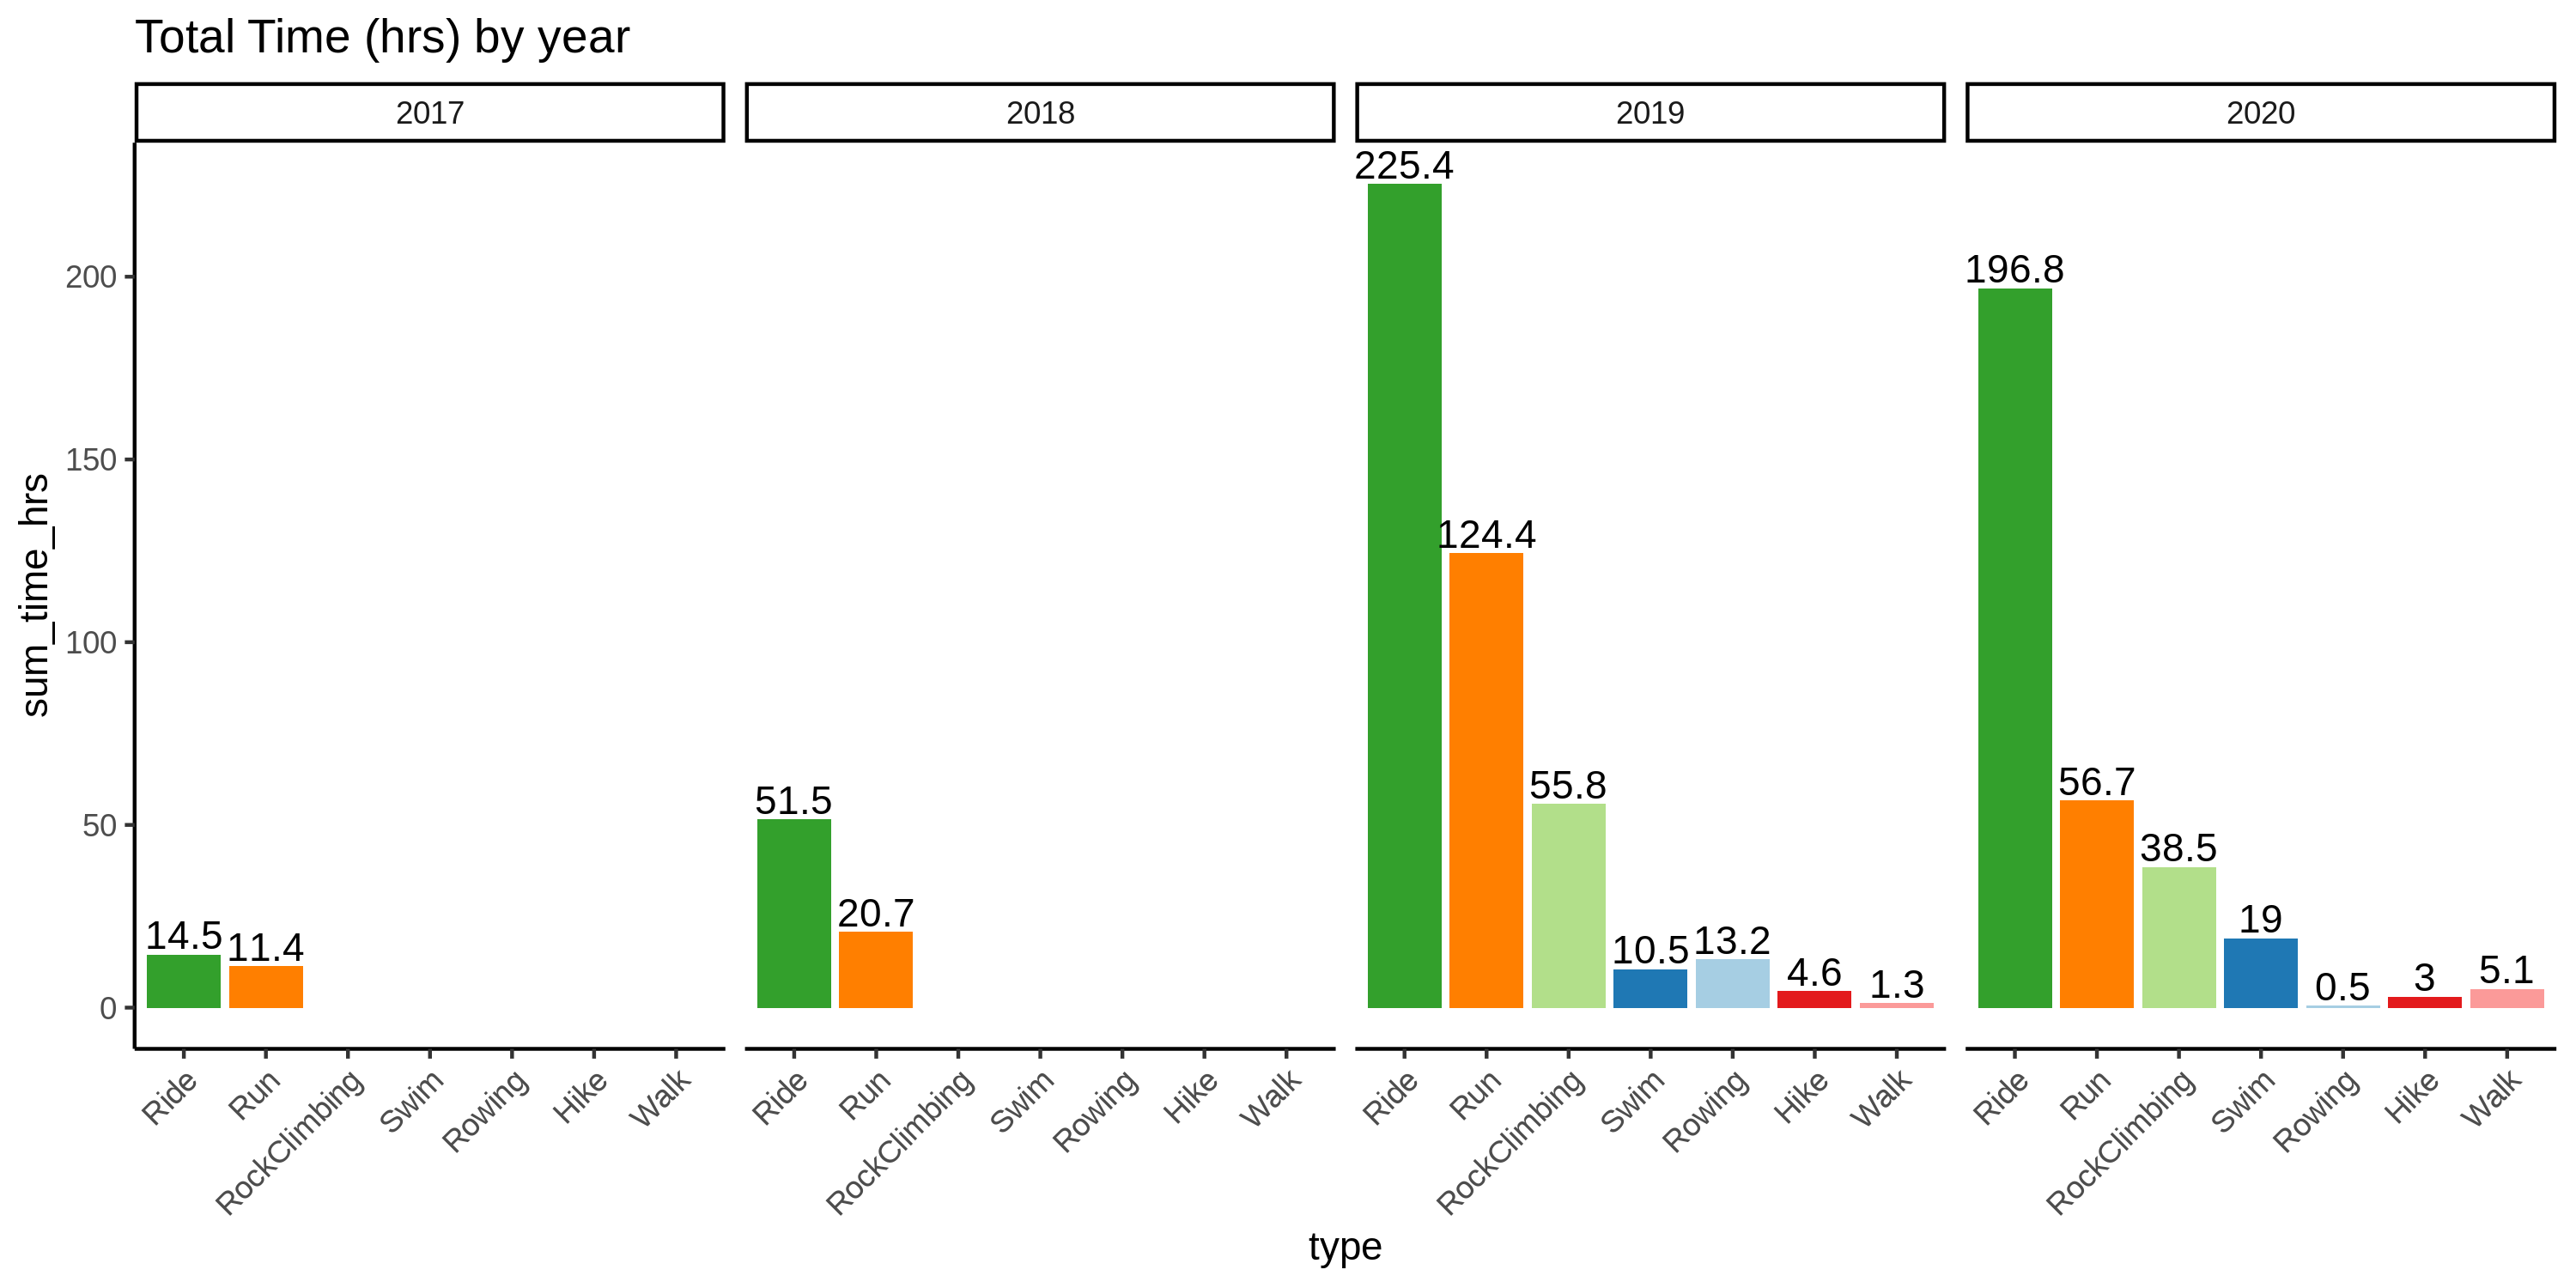 Total Time (hrs) by year
2017 2018 2019 2020
sum_time_hrs
200
150
100
50
0
14.5 11.4
51.5 20.7
225.4 124.4 55.8 10.5 13.2 4.6 1.3
196.8 56.7 38.5 19 0.5 3 5.1
Ride Run RockClimbing Swim Rowing Hike Walk
Ride Run RockClimbing Swim Rowing Hike Walk
Ride Run RockClimbing Swim Rowing Hike Walk
Ride Run RockClimbing Swim Rowing Hike Walk
type